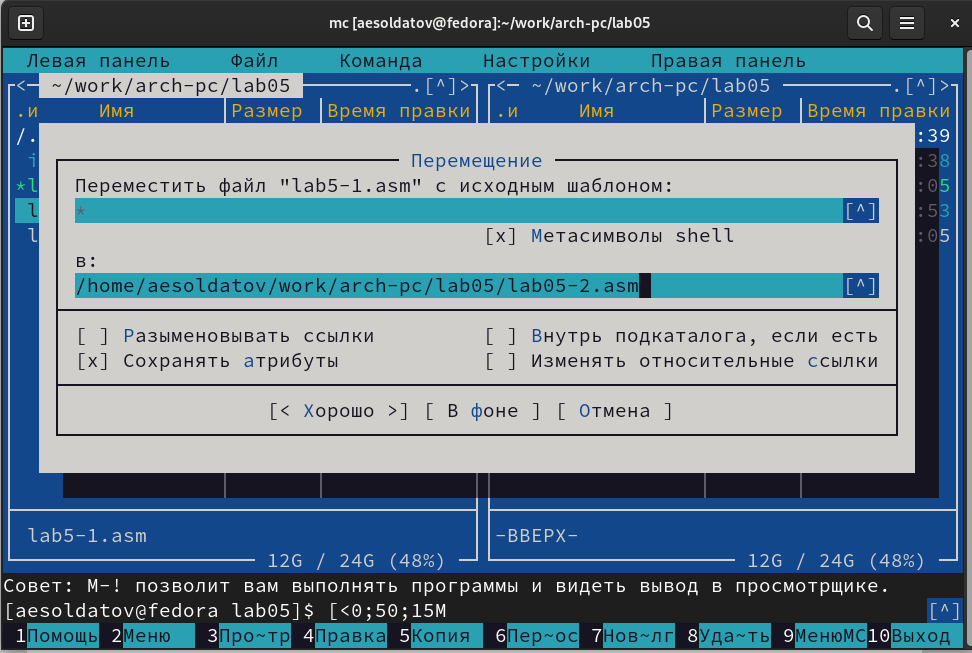 mc [aesoldatov@fedora]:~/work/arch-pc/lab05
Левая панель Файл Команда Настройки Правая панель
<— ~/work/arch-pc/lab05 .[^]> <— ~/work/arch-pc/lab05 .[^]>
.и Имя Размер Время правки .и Имя Размер Время правки
/. :39
i :38
*l :05
l :53
l :05
Перемещение
Переместить файл "lab5-1.asm" с исходным шаблоном:
* [^]
[x] Метасимволы shell
в:
/home/aesoldatov/work/arch-pc/lab05/lab05-2.asm [^]
[ ] Разыменовывать ссылки [ ] Внутрь подкаталога, если есть
[x] Сохранять атрибуты [ ] Изменять относительные ссылки
[< Хорошо >] [ В фоне ] [ Отмена ]
lab5-1.asm -ВВЕРХ-
12G / 24G (48%) 12G / 24G (48%)
Совет: M-! позволит вам выполнять программы и видеть вывод в просмотрщике.
[aesoldatov@fedora lab05]$ [<0;50;15M [^]
1Помощь 2Меню 3Про~тр 4Правка 5Копия 6Пер~ос 7Нов~лг 8Уда~ть 9МенюMC 10Выход